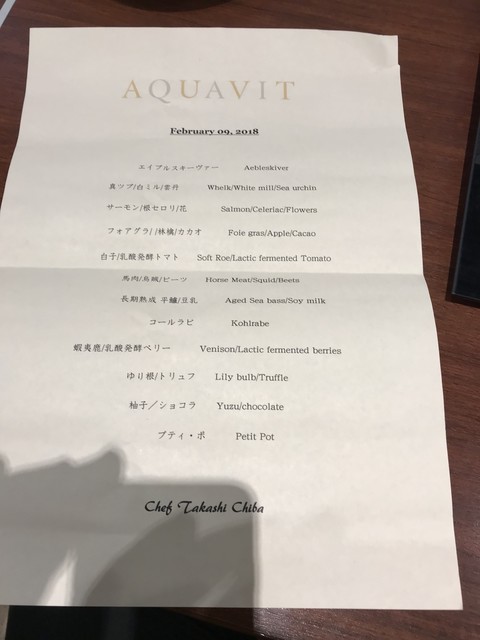 AQUAVIT
February 09, 2018
エイブルスキーヴァー Aebleskiver
真ツブ/白ミル/雲丹 Whelk/White mill/Sea urchin
サーモン/根セロリ/花 Salmon/Celeriac/Flowers
フォアグラ/林檎/カカオ Foie gras/Apple/Cacao
白子/乳酸発酵トマト Soft Roe/Lactic fermented Tomato
馬肉/烏賊/ビーツ Horse Meat/Squid/Beets
長期熟成 平鱸/豆乳 Aged Sea bass/Soy milk
コールラビ Kohlrabe
蝦夷鹿/乳酸発酵ベリー Venison/Lactic fermented berries
ゆり根/トリュフ Lily bulb/Truffle
柚子／ショコラ Yuzu/chocolate
プティ・ポ Petit Pot
Chef Takashi Chiba